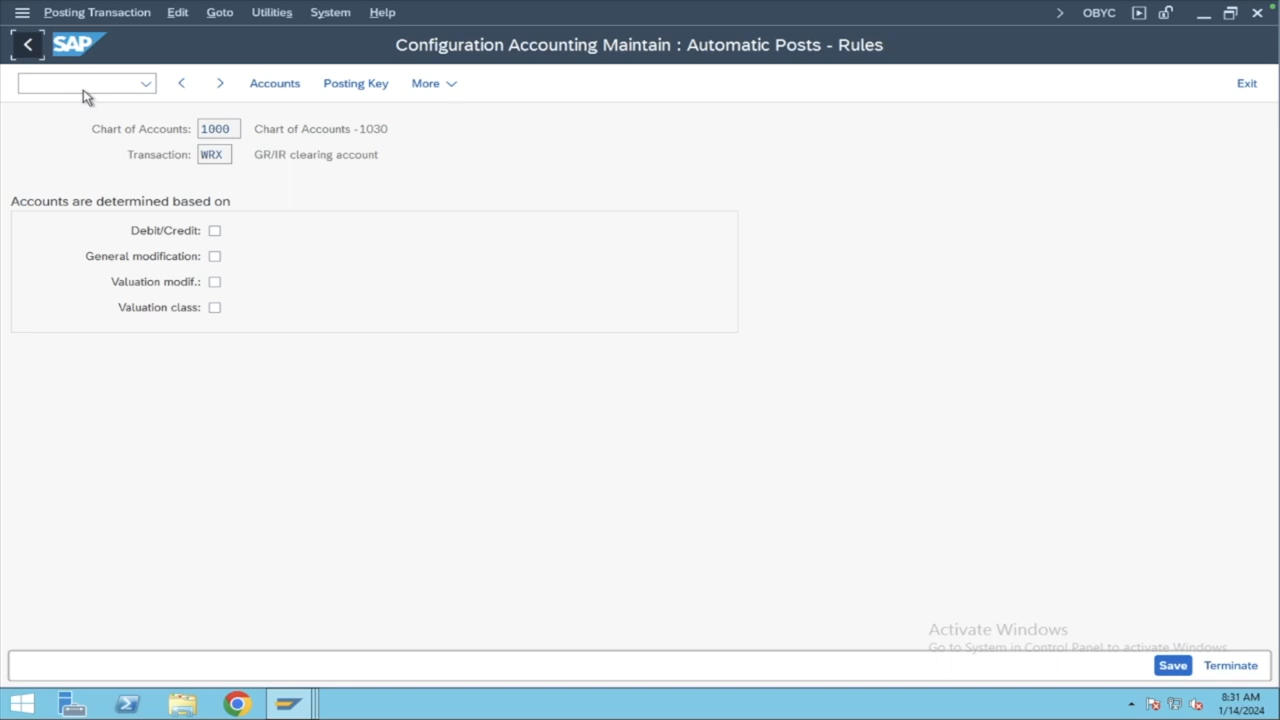 Posting Transaction Edit Goto Utilities System Help OBYC
SAP Configuration Accounting Maintain : Automatic Posts - Rules
Accounts Posting Key More Exit
Chart of Accounts: 1000 Chart of Accounts -1030
Transaction: WRX GR/IR clearing account
Accounts are determined based on
Debit/Credit:
General modification:
Valuation modif.:
Valuation class:
Activate Windows
Go to System in Control Panel to activate Windows.
Save Terminate
8:31 AM
1/14/2024